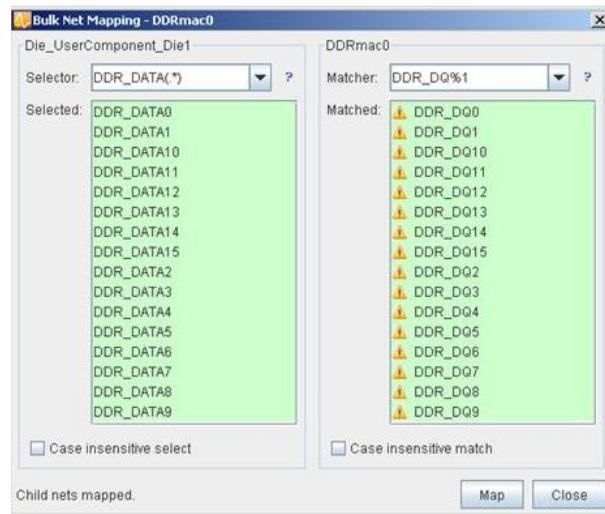 Bulk Net Mapping - DDRmac0
Die_UserComponent_Die1
Selector: DDR_DATA(.*) ?
Selected: DDR_DATA0
DDR_DATA1
DDR_DATA10
DDR_DATA11
DDR_DATA12
DDR_DATA13
DDR_DATA14
DDR_DATA15
DDR_DATA2
DDR_DATA3
DDR_DATA4
DDR_DATA5
DDR_DATA6
DDR_DATA7
DDR_DATA8
DDR_DATA9
Case insensitive select
DDRmac0
Matcher: DDR_DQ%1 ?
Matched: DDR_DQ0
DDR_DQ1
DDR_DQ10
DDR_DQ11
DDR_DQ12
DDR_DQ13
DDR_DQ14
DDR_DQ15
DDR_DQ2
DDR_DQ3
DDR_DQ4
DDR_DQ5
DDR_DQ6
DDR_DQ7
DDR_DQ8
DDR_DQ9
Case insensitive match
Child nets mapped.
Map Close